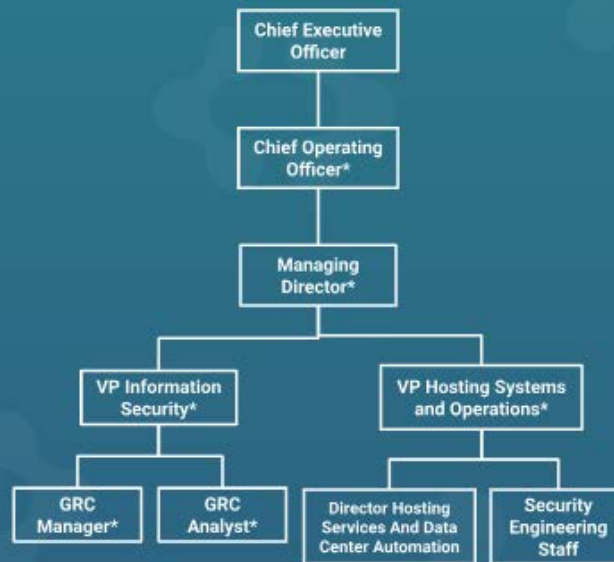 Chief Executive
Officer
Chief Operating
Officer*
Managing
Director*
VP Information
Security*
VP Hosting Systems
and Operations*
GRC
Manager*
GRC
Analyst*
Director Hosting
Services And Data
Center Automation
Security
Engineering
Staff